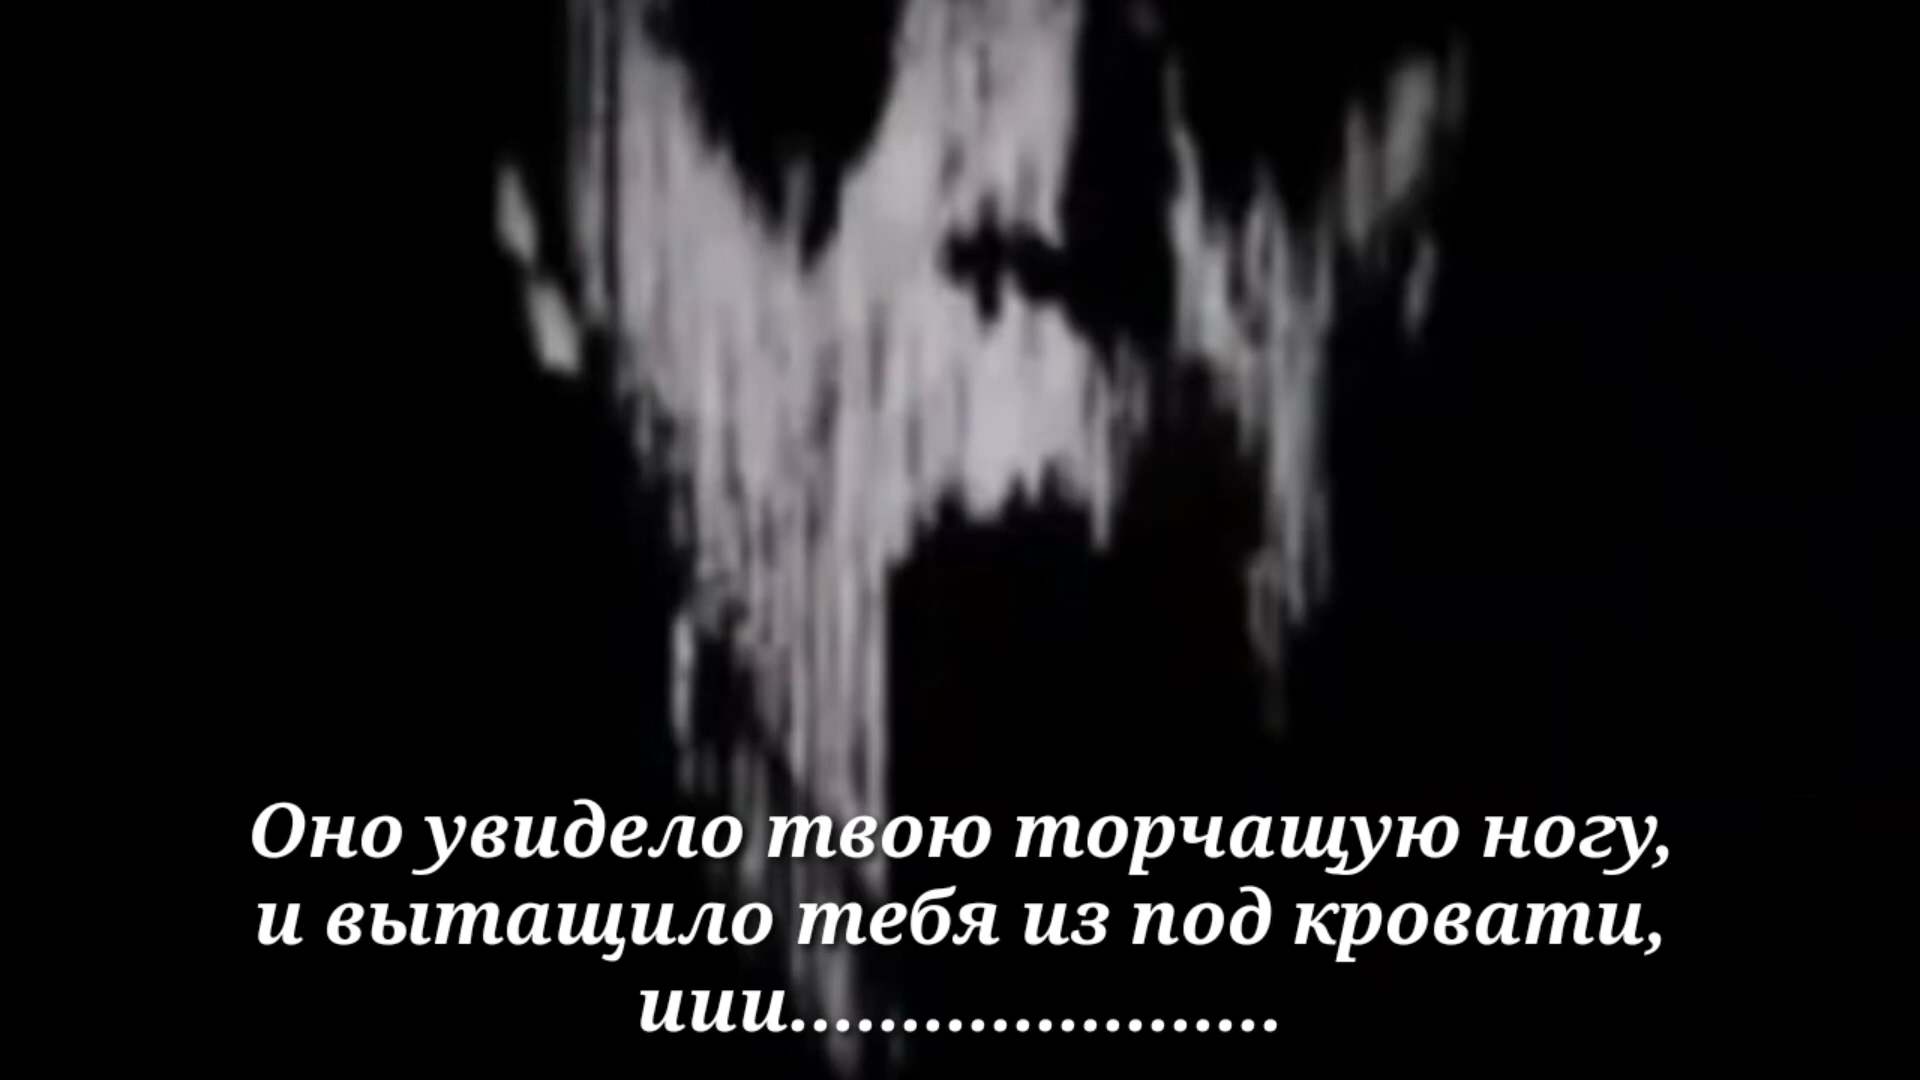 Оно увидело твою торчащую ногу,
и вытащило тебя из под кровати,
иии......................